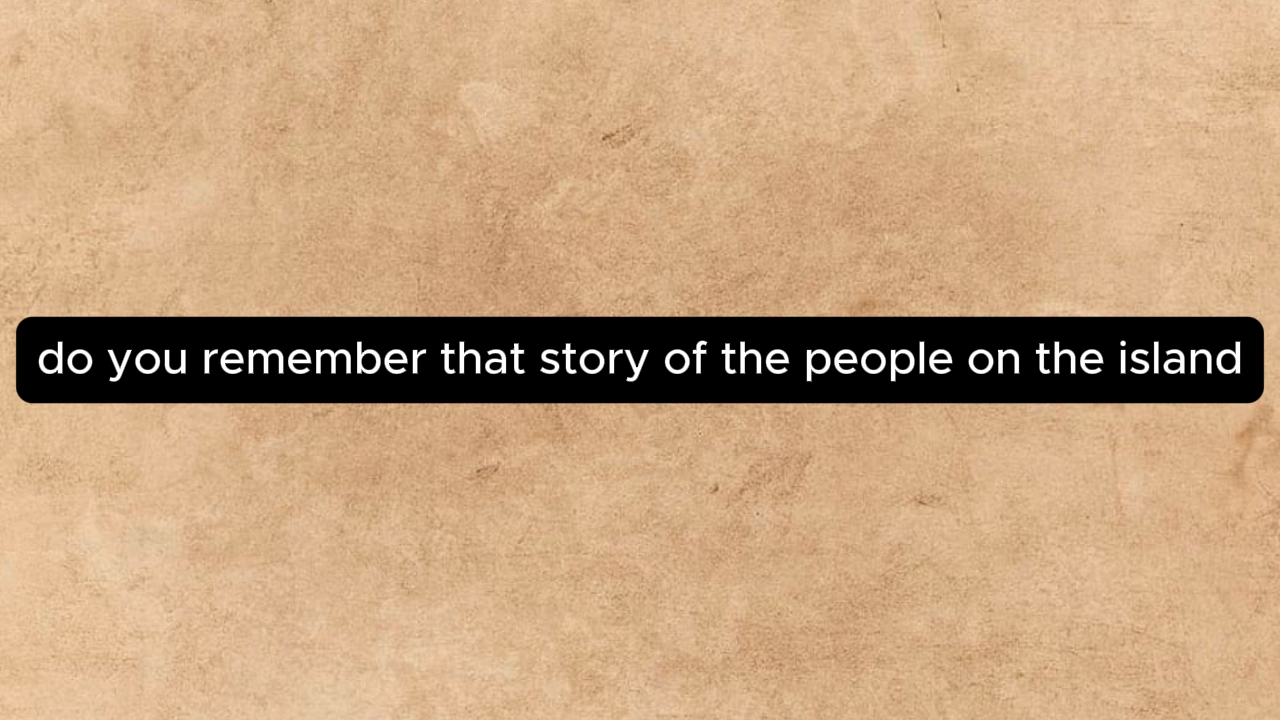 do you remember that story of the people on the island